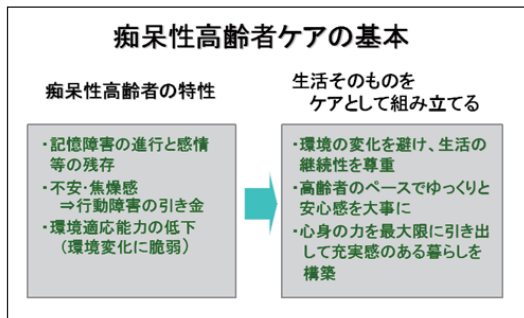 痴呆性高齢者ケアの基本
痴呆性高齢者の特性
・記憶障害の進行と感情
等の残存
・不安・焦燥感
⇒行動障害の引き金
・環境適応能力の低下
（環境変化に脆弱）
生活そのものを
ケアとして組み立てる
・環境の変化を避け、生活の
継続性を尊重
・高齢者のペースでゆっくりと
安心感を大事に
・心身の力を最大限に引き出
して充実感のある暮らしを
構築